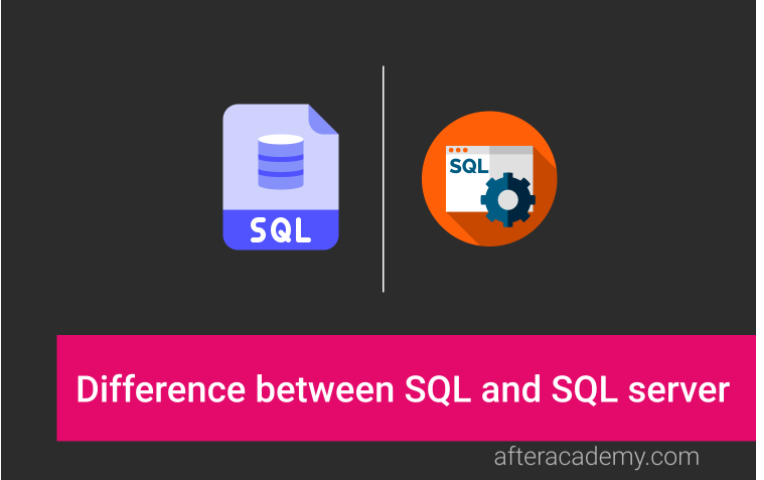 SQL
SQL
Difference between SQL and SQL server
afteracademy.com